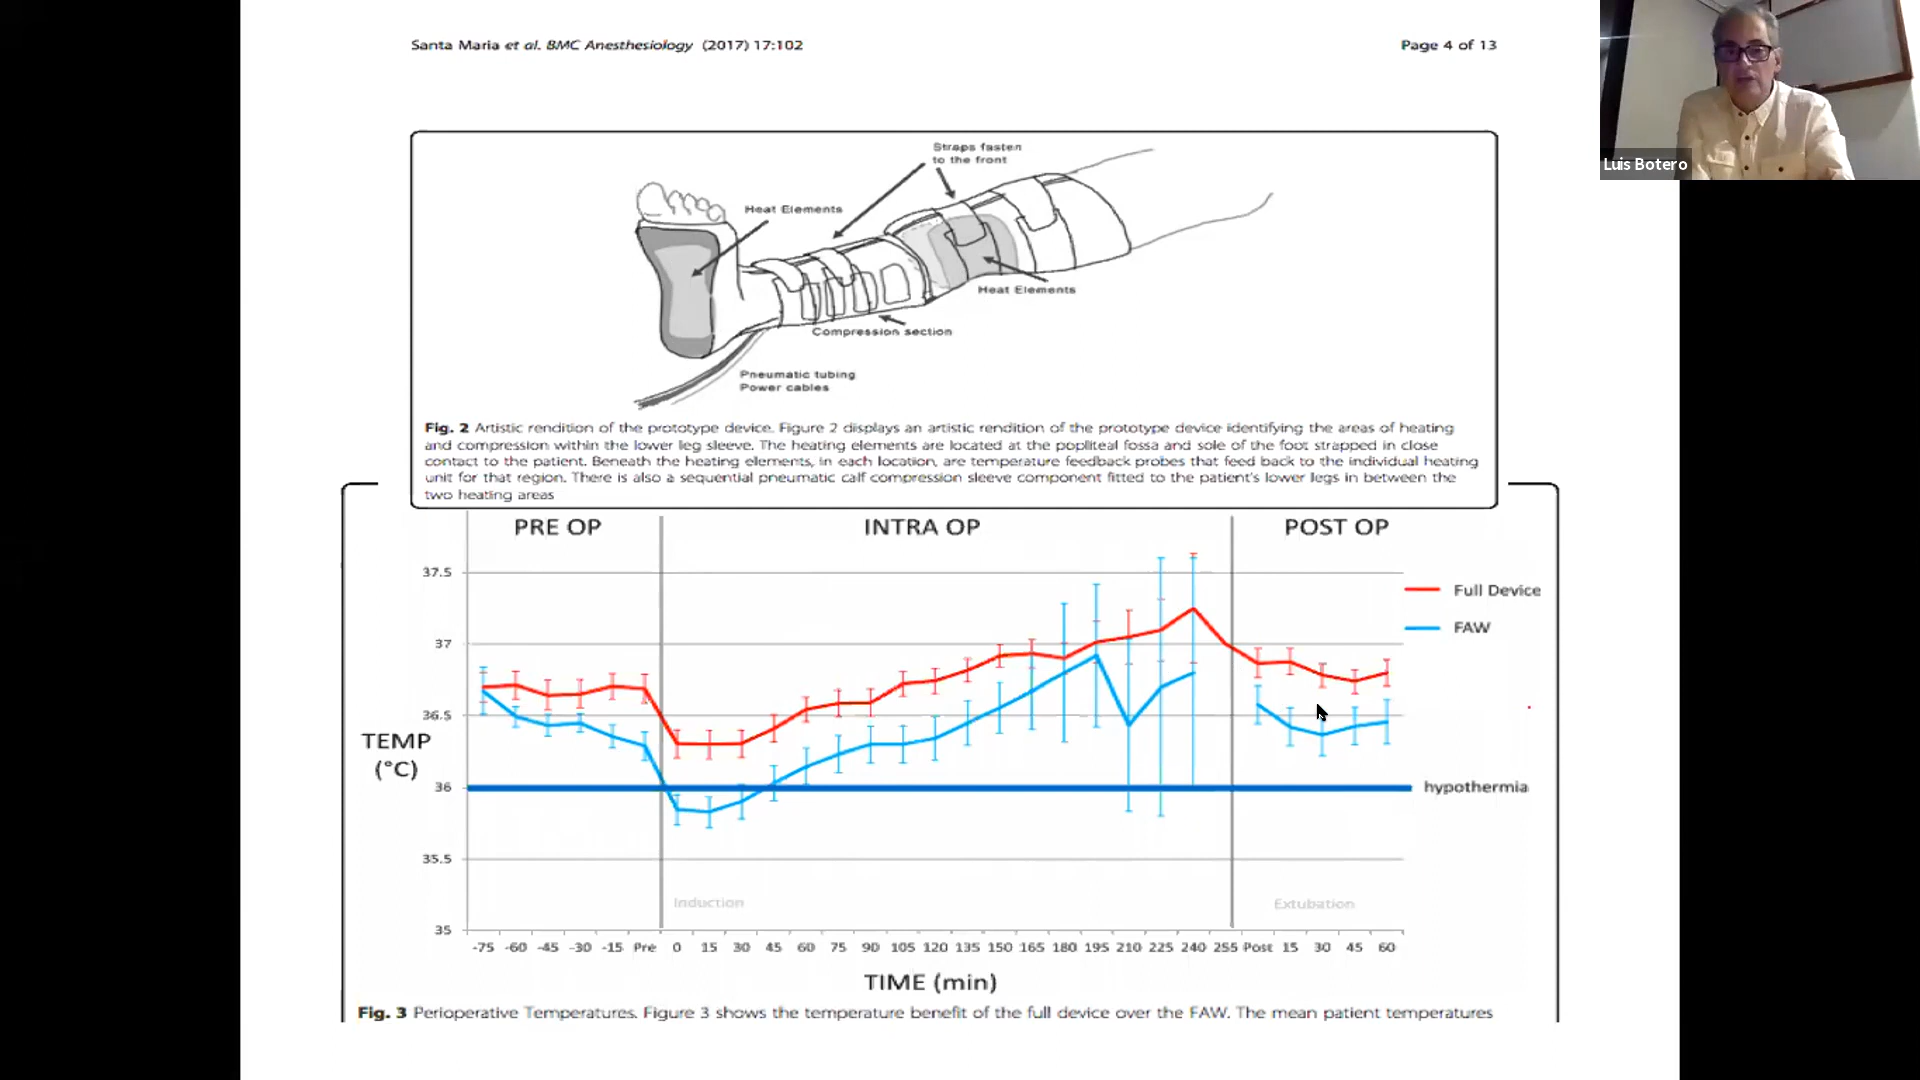 Santa Maria et al. BMC Anesthesiology (2017) 17:102
Page 4 of 13
Luis Botero
Straps fasten
to the front
Heat Elements
Heat Elements
Compression section
Pneumatic tubing
Power cables
Fig. 2 Artistic rendition of the prototype device. Figure 2 displays an artistic rendition of the prototype device identifying the areas of heating
and compression within the lower leg sleeve. The heating elements are located at the popliteal fossa and sole of the foot strapped in close
contact to the patient. Beneath the heating elements, in each location, are temperature feedback probes that feed back to the individual heating
unit for that region. There is also a sequential pneumatic calf compression sleeve component fitted to the patient's lower legs in between the
two heating areas
PRE OP
INTRA OP
POST OP
37.5
Full Device
FAW
37
36.5
TEMP
(°C)
36
hypothermia
35.5
Induction
Extubation
35
-75 -60 -45 -30 -15 Pre 0 15 30 45 60 75 90 105 120 135 150 165 180 195 210 225 240 255 Post 15 30 45 60
TIME (min)
Fig. 3 Perioperative Temperatures. Figure 3 shows the temperature benefit of the full device over the FAW. The mean patient temperatures